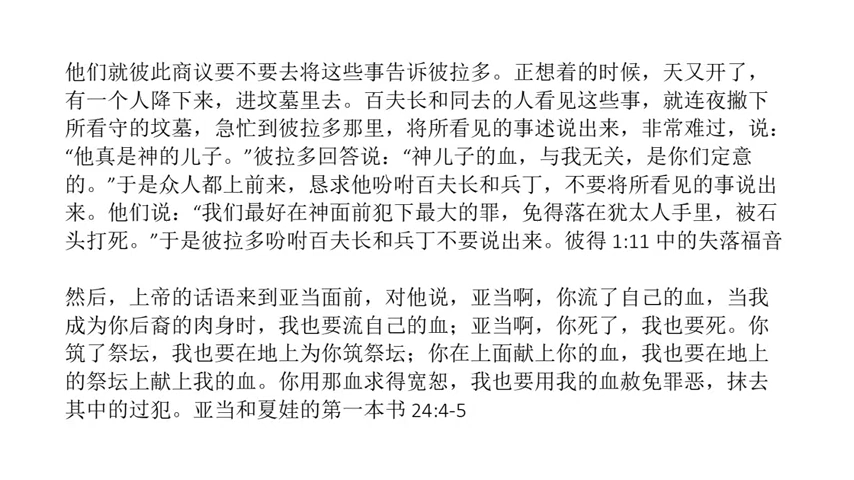 他们就彼此商议要不要去将这些事告诉彼拉多。正想着的时候，天又开了，
有一个人降下来，进坟墓里去。百夫长和同去的人看见这些事，就连夜撇下
所看守的坟墓，急忙到彼拉多那里，将所看见的事述说出来，非常难过，说：
“他真是神的儿子。”彼拉多回答说：“神儿子的血，与我无关，是你们定意
的。”于是众人都上前来，恳求他吩咐百夫长和兵丁，不要将所看见的事说出
来。他们说：“我们最好在神面前犯下最大的罪，免得落在犹太人手里，被石
头打死。”于是彼拉多吩咐百夫长和兵丁不要说出来。彼得 1:11 中的失落福音
然后，上帝的话语来到亚当面前，对他说，亚当啊，你流了自己的血，当我
成为你后裔的肉身时，我也要流自己的血；亚当啊，你死了，我也要死。你
筑了祭坛，我也要在地上为你筑祭坛；你在上面献上你的血，我也要在地上
的祭坛上献上我的血。你用那血求得宽恕，我也要用我的血赦免罪恶，抹去
其中的过犯。亚当和夏娃的第一本书 24:4-5